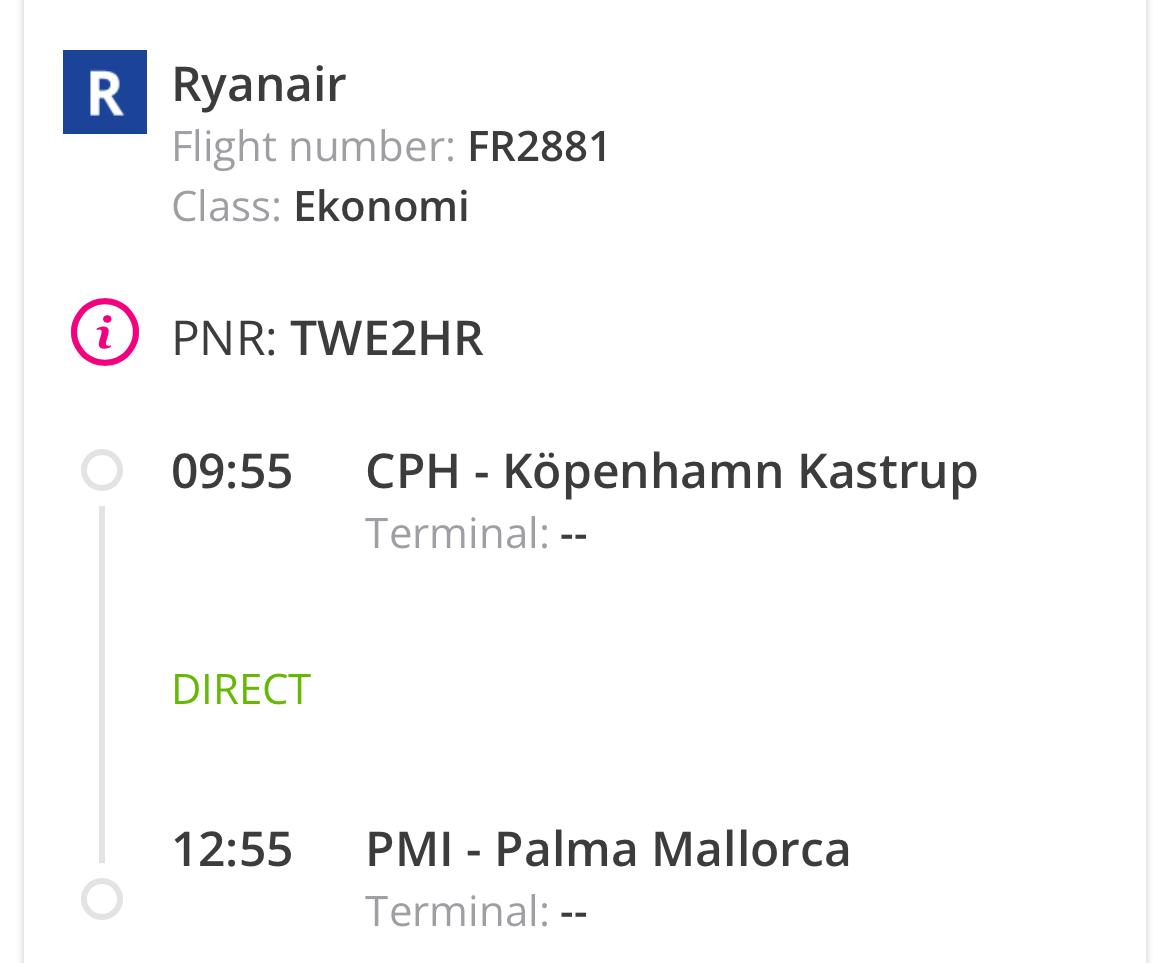 R
Ryanair
Flight number: FR2881
Class: Ekonomi
i
PNR: TWE2HR
09:55 CPH - Köpenhamn Kastrup
Terminal: --
DIRECT
12:55 PMI - Palma Mallorca
Terminal: --